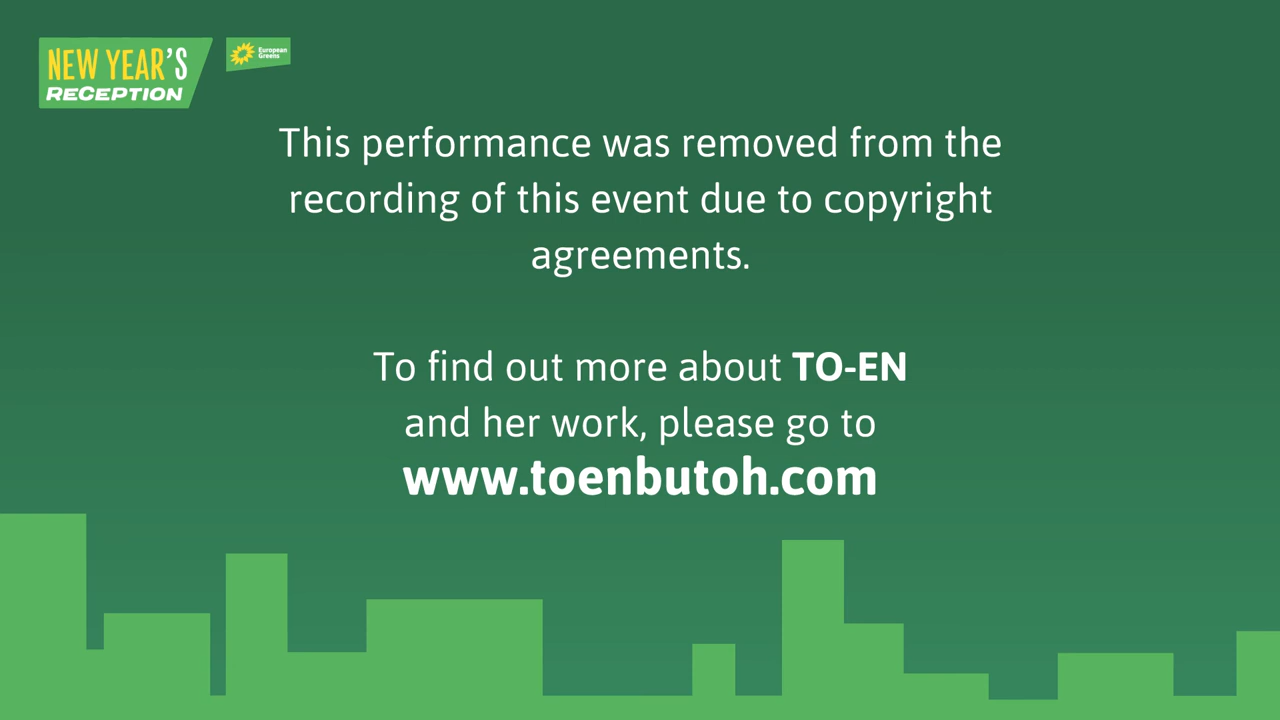 NEW YEAR'S
RECEPTION
European
Greens
This performance was removed from the
recording of this event due to copyright
agreements.
To find out more about TO-EN
and her work, please go to
www.toenbutoh.com